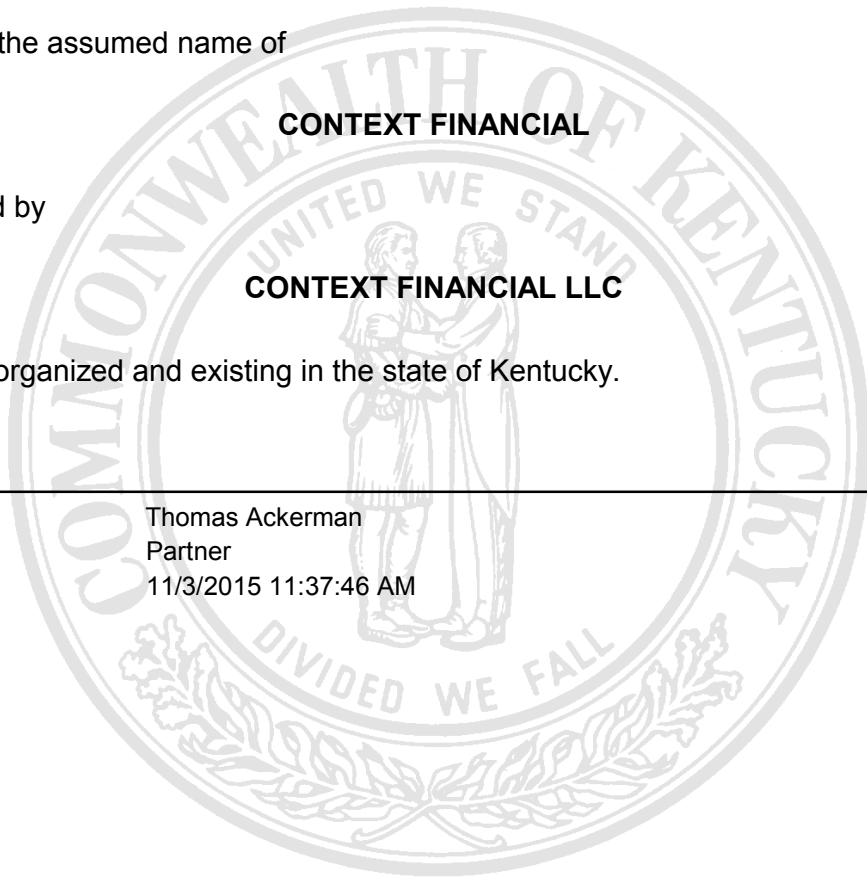 the assumed name of
CONTEXT FINANCIAL
d by
CONTEXT FINANCIAL LLC
organized and existing in the state of Kentucky.
Thomas Ackerman
Partner
11/3/2015 11:37:46 AM
COMMONWEALTH OF KENTUCKY
UNITED WE STAND
DIVIDED WE FALL